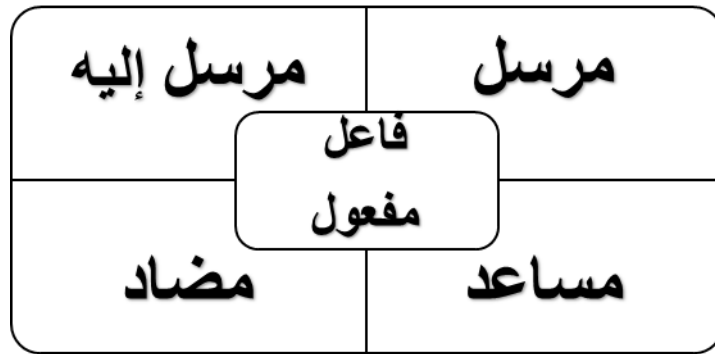 مرسل
مرسل إليه
فاعل
مفعول
مساعد
مضاد